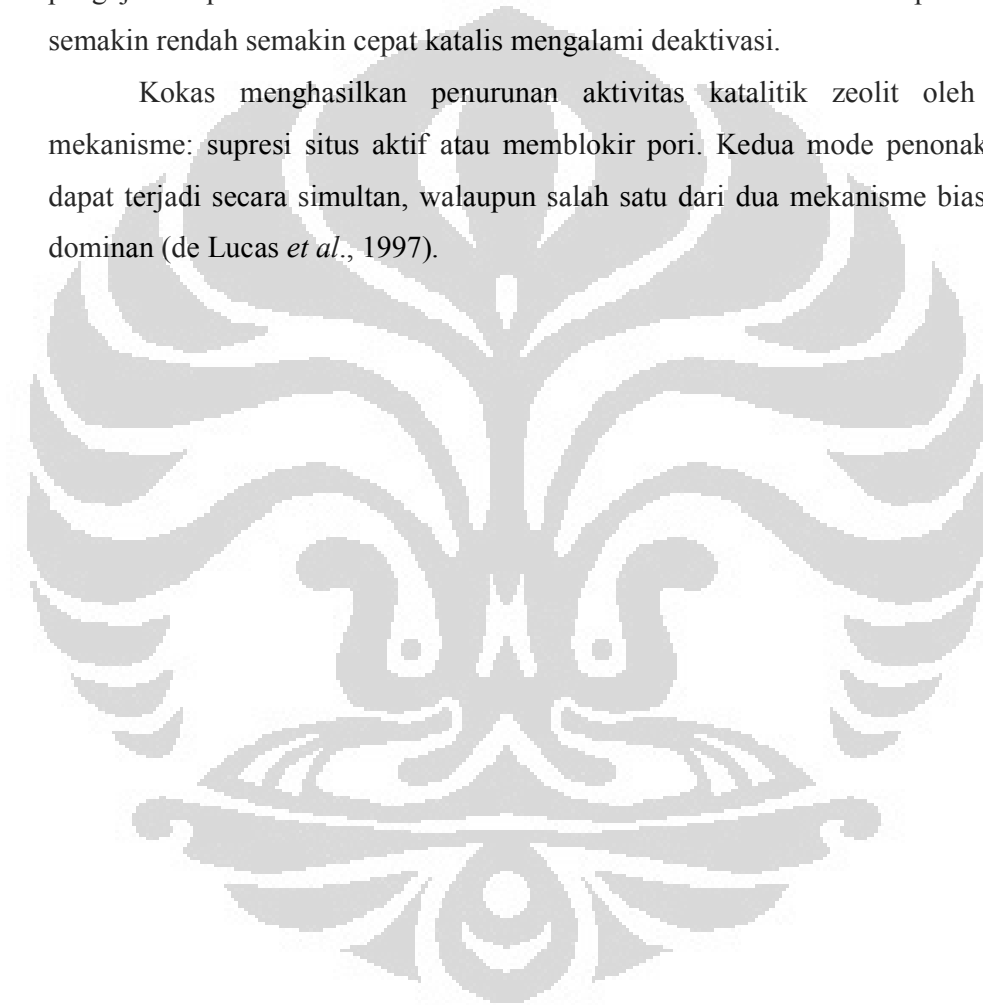 semakin rendah semakin cepat katalis mengalami deaktivasi.
Kokas menghasilkan penurunan aktivitas katalitik zeolit oleh
mekanisme: supresi situs aktif atau memblokir pori. Kedua mode penonak
dapat terjadi secara simultan, walaupun salah satu dari dua mekanisme bias
dominan (de Lucas et al., 1997).